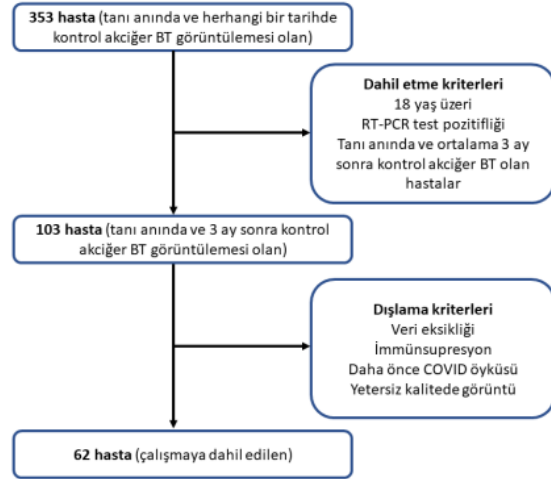 353 hasta (tanı anında ve herhangi bir tarihde
kontrol akciğer BT görüntülemesi olan)
Dahil etme kriterleri
18 yaş üzeri
RT-PCR test pozitifliği
Tanı anında ve ortalama 3 ay
sonra kontrol akciğer BT olan
hastalar
103 hasta (tanı anında ve 3 ay sonra kontrol
akciğer BT görüntülemesi olan)
Dışlama kriterleri
Veri eksikliği
İmmünsupresyon
Daha önce COVID öyküsü
Yetersiz kalitede görüntü
62 hasta (çalışmaya dahil edilen)